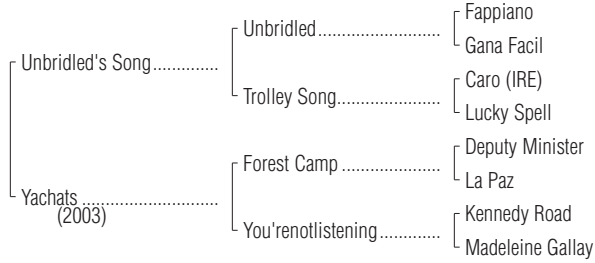 Fappiano
Unbridled........................
Gana Facil
Unbridled's Song.............
Caro (IRE)
Trolley Song.....................
Lucky Spell
Deputy Minister
Forest Camp ....................
La Paz
Yachats ...........................
(2003)
Kennedy Road
You'renotlistening.............
Madeleine Gallay